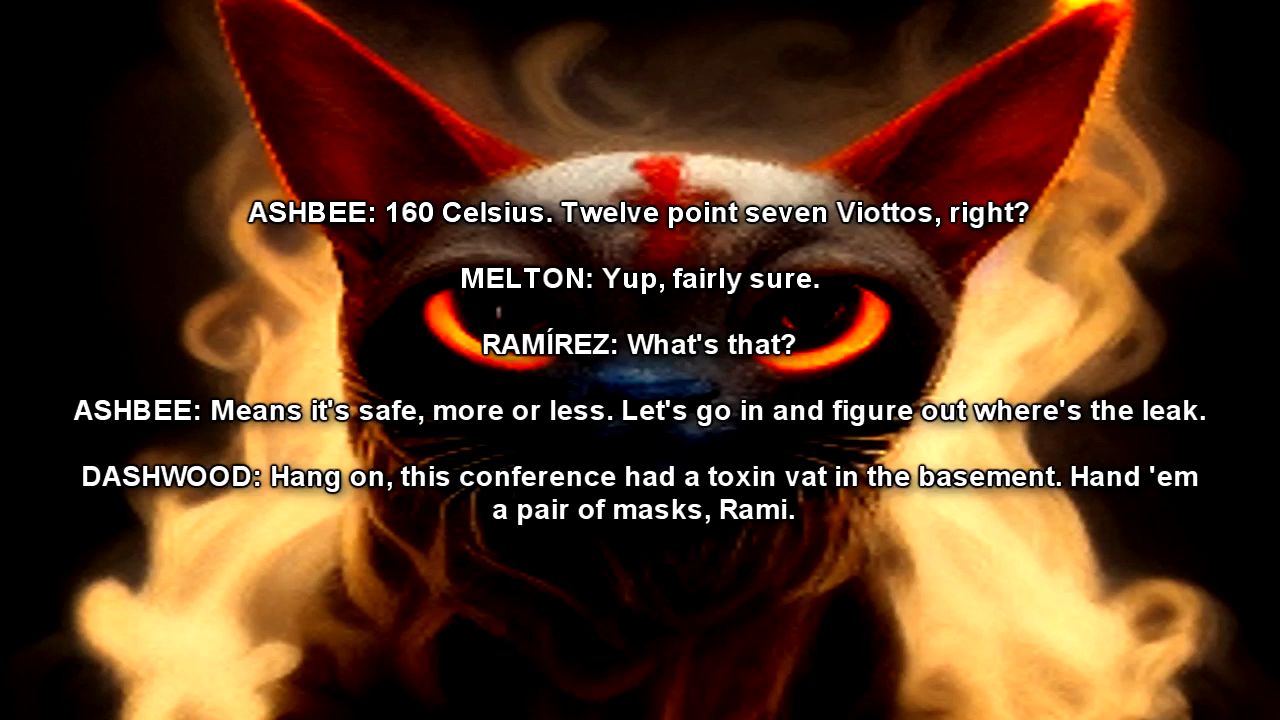 ASHBEE: 160 Celsius. Twelve point seven Viottos, right?
MELTON: Yup, fairly sure.
RAMÍREZ: What's that?
ASHBEE: Means it's safe, more or less. Let's go in and figure out where's the leak.
DASHWOOD: Hang on, this conference had a toxin vat in the basement. Hand 'em
a pair of masks, Rami.